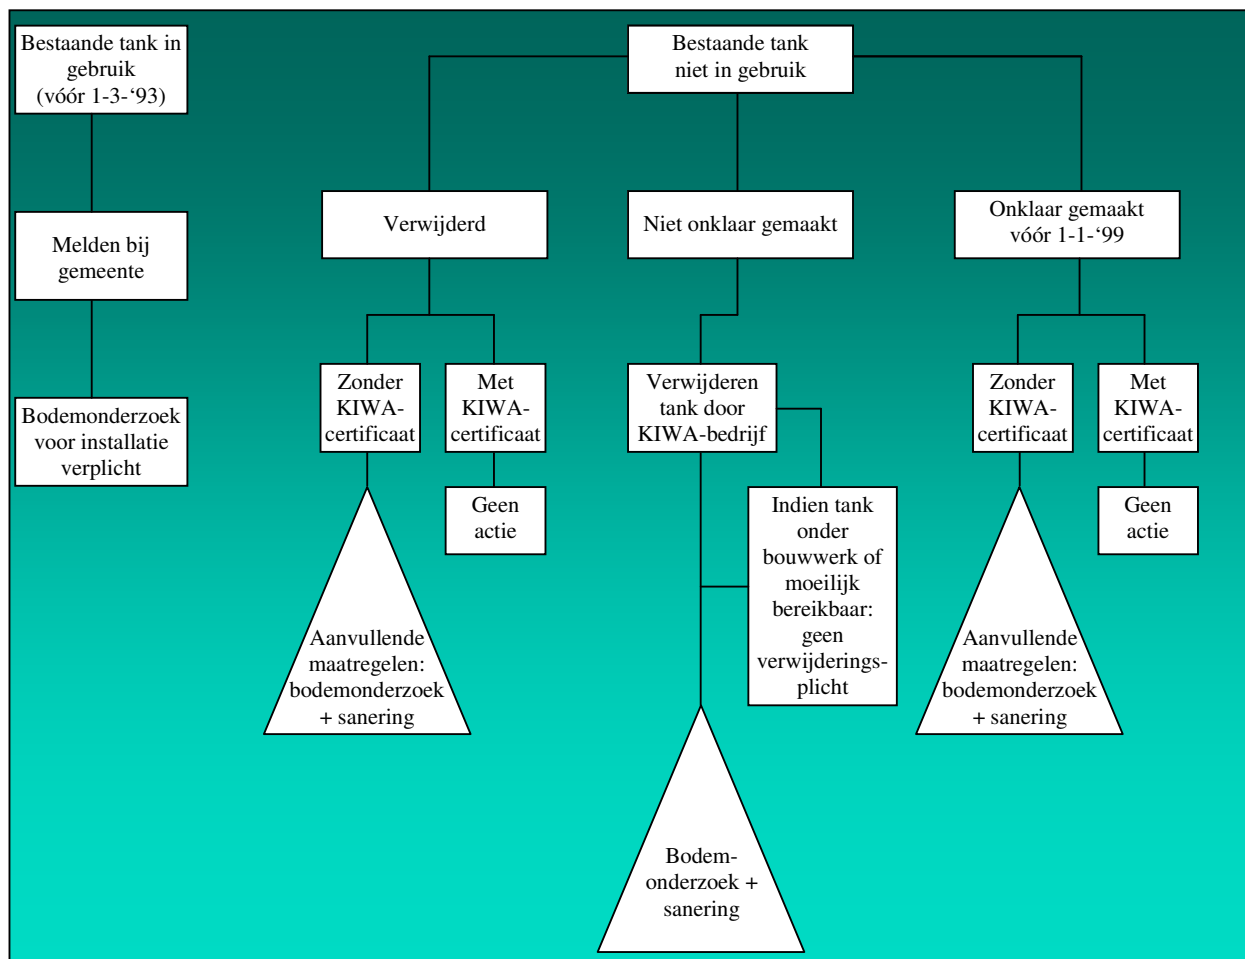 Bestaande tank in
gebruik
(vóór 1-3-‘93)
Melden bij
gemeente
Bodemonderzoek
voor installatie
verplicht
Bestaande tank
niet in gebruik
Verwijderd
Niet onklaar gemaakt
Onklaar gemaakt
vóór 1-1-‘99
Zonder
KIWA-
certificaat
Met
KIWA-
certificaat
Verwijderen
tank door
KIWA-bedrijf
Zonder
KIWA-
certificaat
Met
KIWA-
certificaat
Geen
actie
Indien tank
onder
bouwwerk of
moeilijk
bereikbaar:
geen
verwijderings-
plicht
Geen
actie
Aanvullende
maatregelen:
bodemonderzoek
+ sanering
Aanvullende
maatregelen:
bodemonderzoek
+ sanering
Bodem-
onderzoek +
sanering